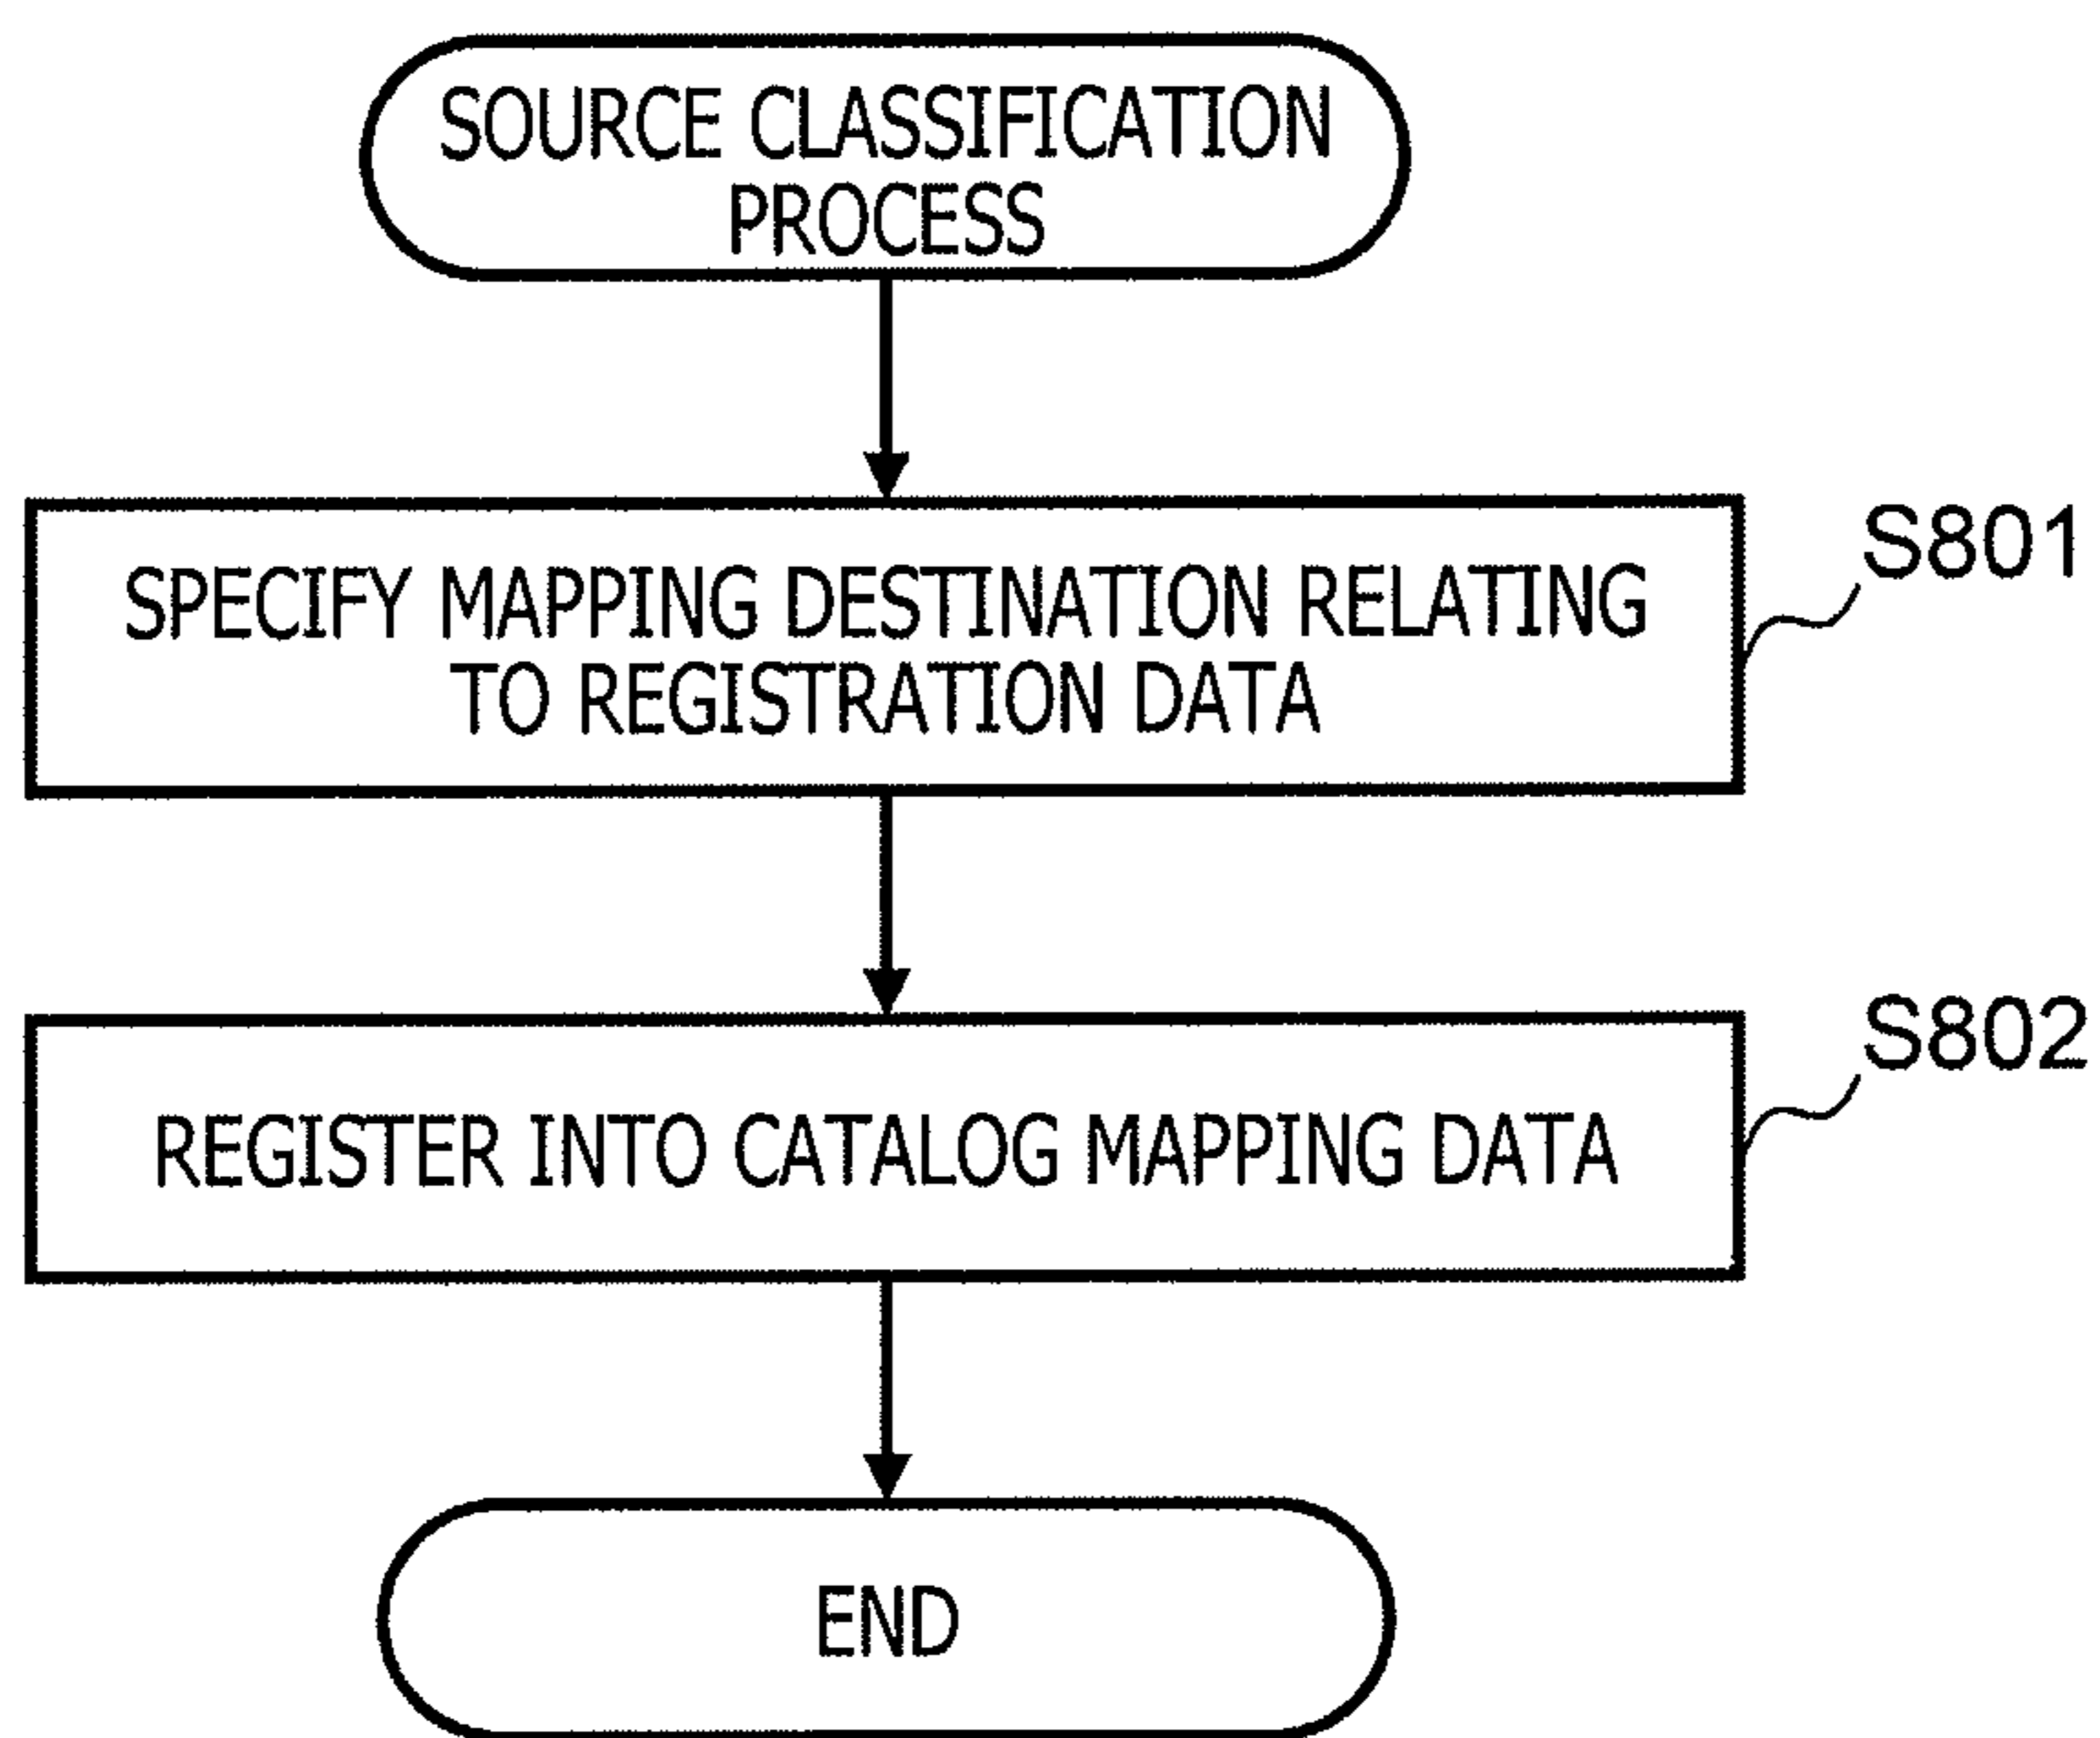 SOURCE CLASSIFICATION
PROCESS
S801
SPECIFY MAPPING DESTINATION RELATING
TO REGISTRATION DATA
S802
REGISTER INTO CATALOG MAPPING DATA
END